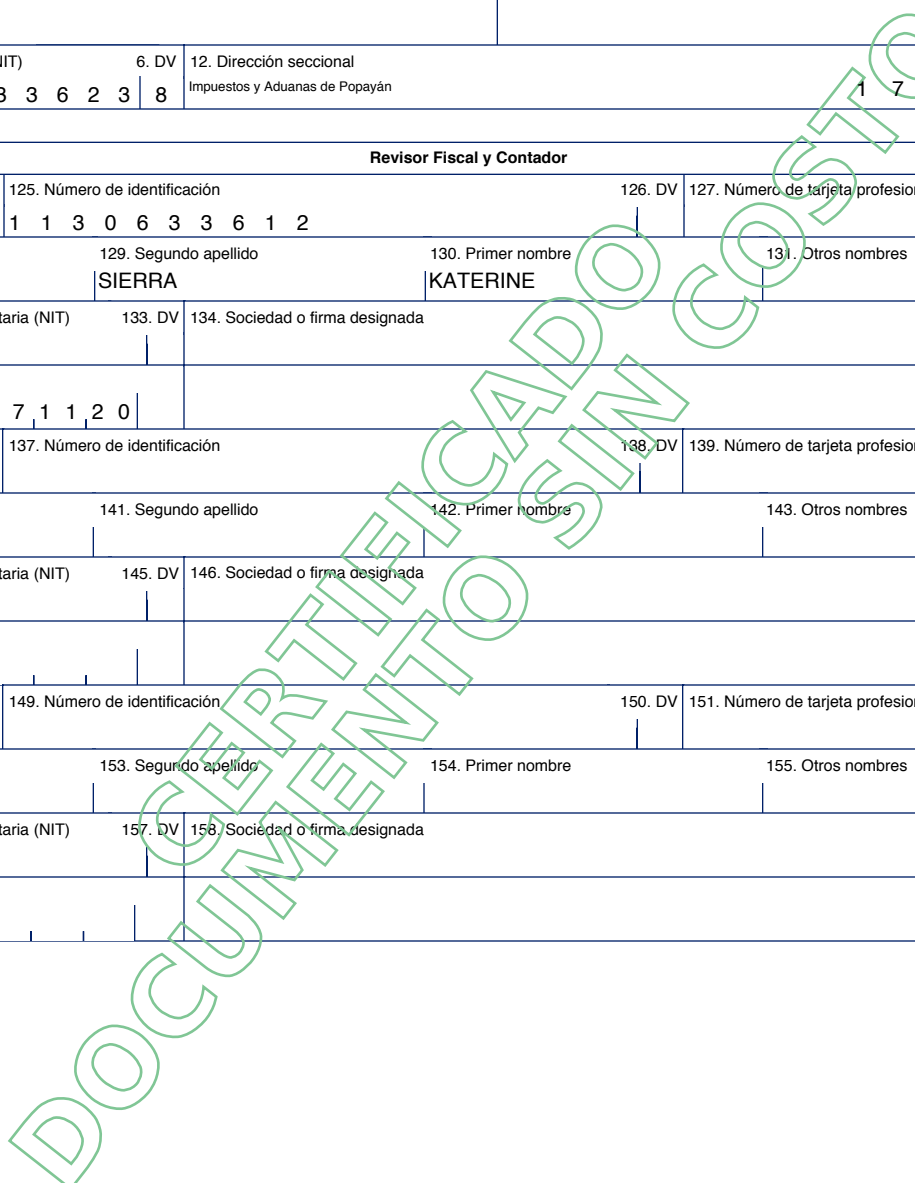 NIT) 6. DV 12. Dirección seccional
3 3 6 2 3 8 Impuestos y Aduanas de Popayán 1 7
Revisor Fiscal y Contador
125. Número de identificación 126. DV 127. Número de tarjeta profesion
1 1 3 0 6 3 3 6 1 2
129. Segundo apellido 130. Primer nombre 131. Otros nombres
SIERRA KATERINE
taria (NIT) 133. DV 134. Sociedad o firma designada
7 1 1 2 0
137. Número de identificación 138. DV 139. Número de tarjeta profesion
141. Segundo apellido 142. Primer nombre 143. Otros nombres
taria (NIT) 145. DV 146. Sociedad o firma designada
149. Número de identificación 150. DV 151. Número de tarjeta profesion
153. Segundo apellido 154. Primer nombre 155. Otros nombres
taria (NIT) 157. DV 158. Sociedad o firma designada
CERTIFICADO
DOCUMENTO SIN COSTO